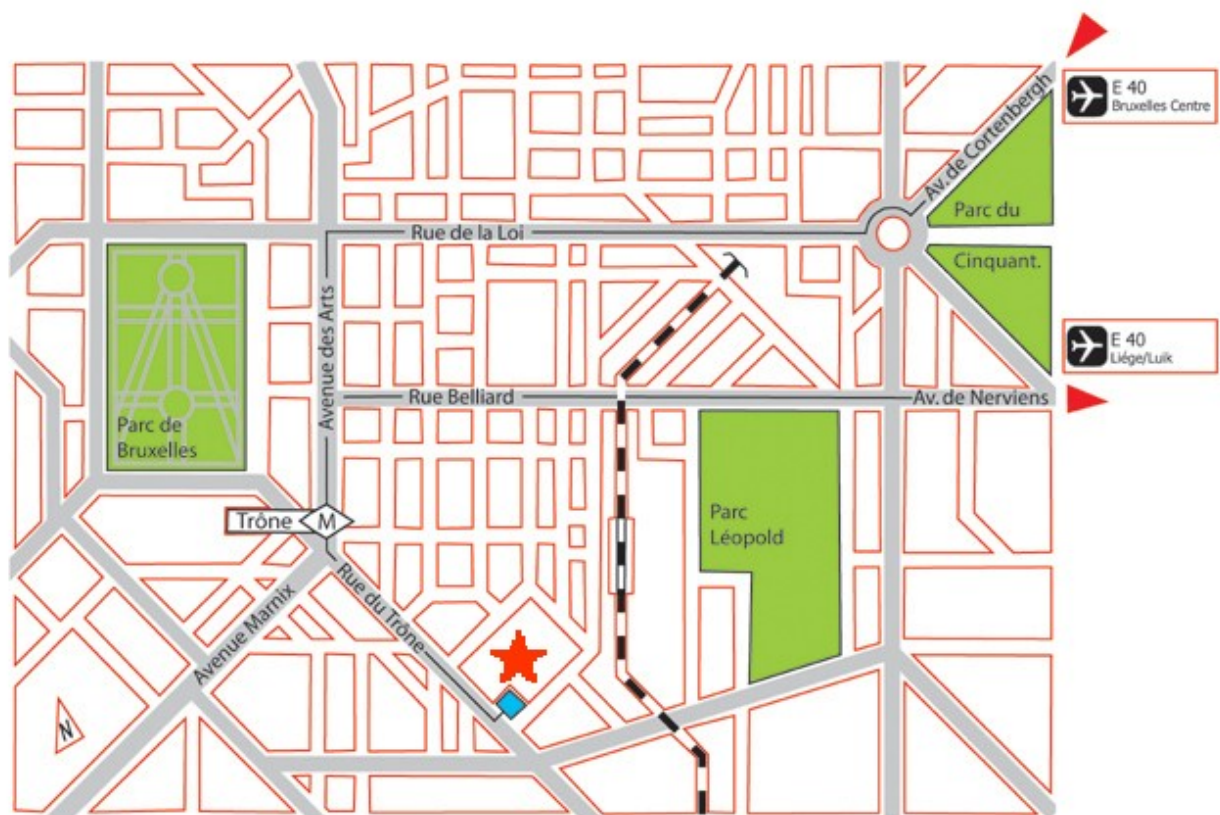 E 40
Bruxelles Centre
Av. de Cortenbergh
Parc du
Rue de la Loi
Cinquant.
Avenue des Arts
E 40
Liége/Luik
Rue Belliard
Av. de Nerviens
Parc de
Bruxelles
Trône
M
Parc
Léopold
Rue du Trône
Avenue Marnix
N